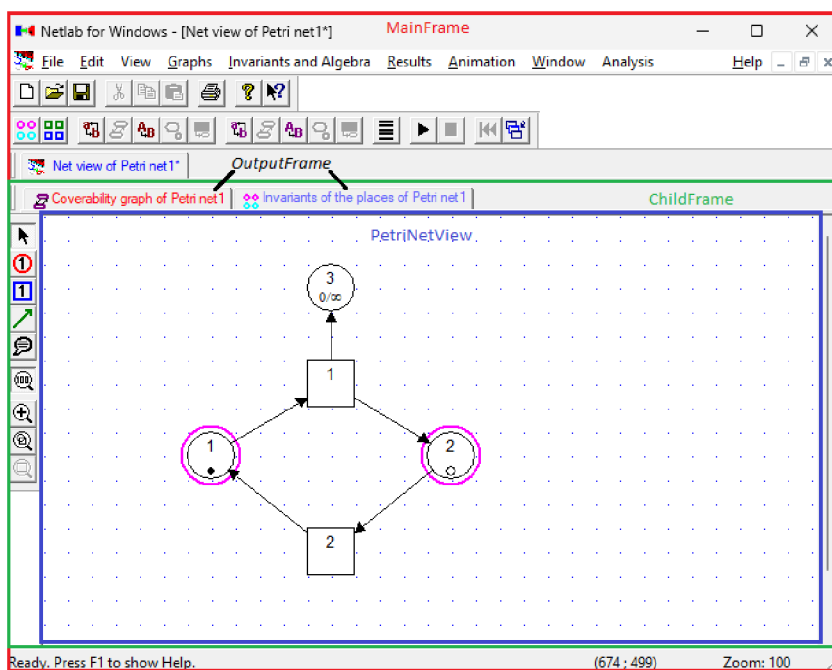 Netlab for Windows - [Net view of Petri net1*] MainFrame
File Edit View Graphs Invariants and Algebra Results Animation Window Analysis Help
Net view of Petri net1* OutputFrame
Coverability graph of Petri net1 Invariants of the places of Petri net1 ChildFrame
PetriNetView
1
1
3
0/∞
1
1
2
2
100
Ready. Press F1 to show Help. (674 ; 499) Zoom: 100